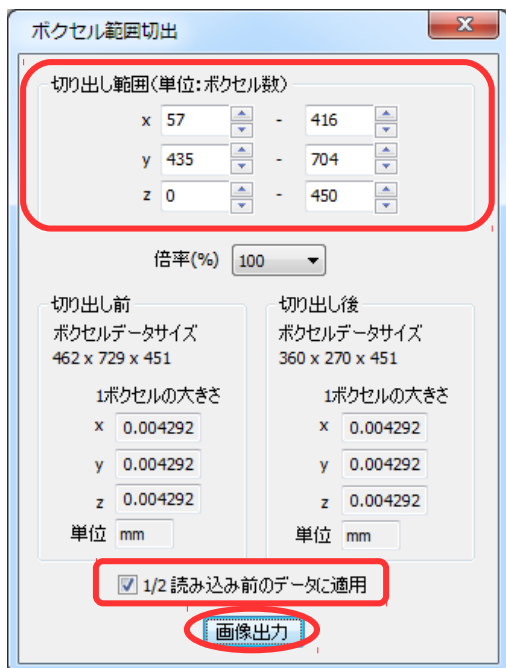 ボクセル範囲切出
切り出し範囲(単位:ボクセル数)
x 57 - 416
y 435 - 704
z 0 - 450
倍率(%) 100
切り出し前
ボクセルデータサイズ
462 x 729 x 451
1ボクセルの大きさ
x 0.004292
y 0.004292
z 0.004292
単位 mm
切り出し後
ボクセルデータサイズ
360 x 270 x 451
1ボクセルの大きさ
x 0.004292
y 0.004292
z 0.004292
単位 mm
1/2 読み込み前のデータに適用
画像出力